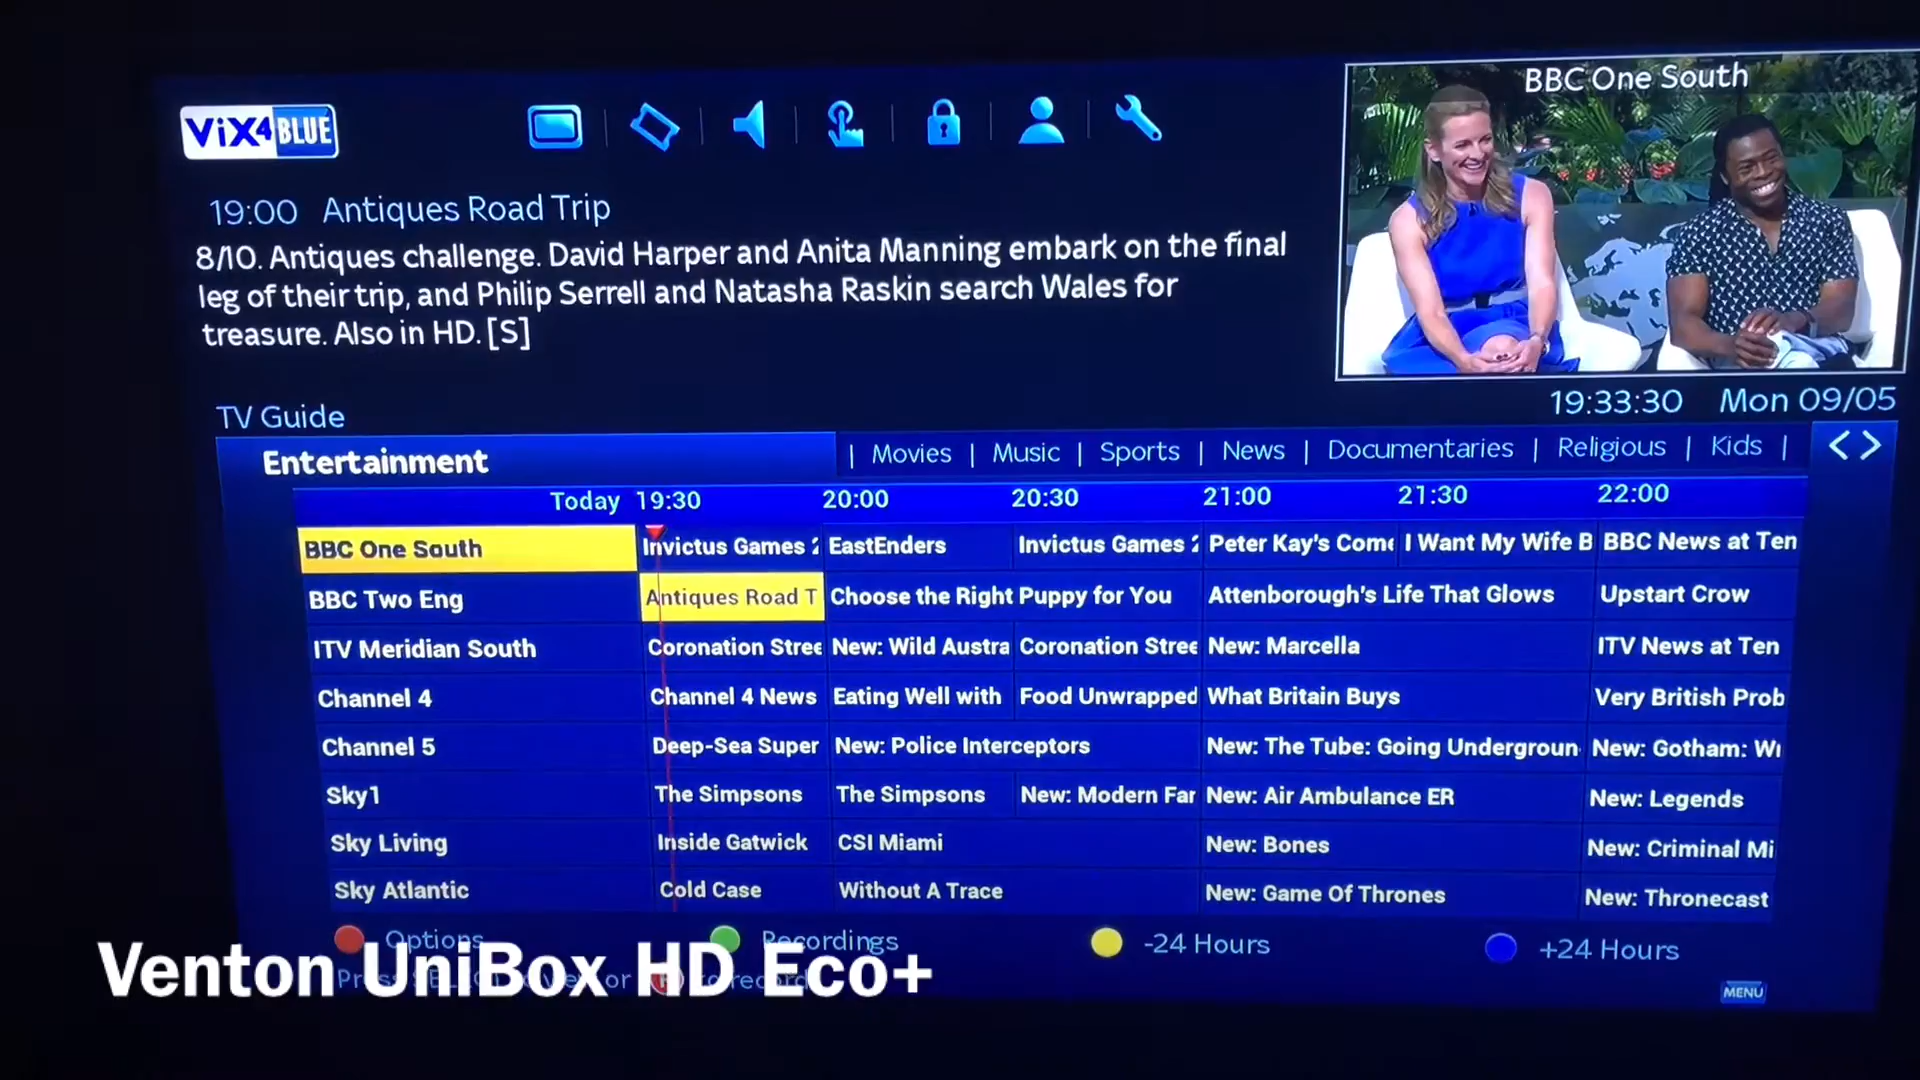 BBC One South
ViX4 BLUE
19:00 Antiques Road Trip
8/10. Antiques challenge. David Harper and Anita Manning embark on the final
leg of their trip, and Philip Serrell and Natasha Raskin search Wales for
treasure. Also in HD. [S]
19:33:30 Mon 09/05
TV Guide
Entertainment | Movies | Music | Sports | News | Documentaries | Religious | Kids | < >
Today 19:30 20:00 20:30 21:00 21:30 22:00
BBC One South Invictus Games 2 EastEnders Invictus Games 2 Peter Kay's Come I Want My Wife B BBC News at Ten
BBC Two Eng Antiques Road T Choose the Right Puppy for You Attenborough's Life That Glows Upstart Crow
ITV Meridian South Coronation Stree New: Wild Austra Coronation Stree New: Marcella ITV News at Ten
Channel 4 Channel 4 News Eating Well with Food Unwrapped What Britain Buys Very British Prob
Channel 5 Deep-Sea Super New: Police Interceptors New: The Tube: Going Undergroun New: Gotham: Wr
Sky1 The Simpsons The Simpsons New: Modern Fam New: Air Ambulance ER New: Legends
Sky Living Inside Gatwick CSI Miami New: Bones New: Criminal Mi
Sky Atlantic Cold Case Without A Trace New: Game Of Thrones New: Thronecast
Options Recordings -24 Hours +24 Hours
Venton UniBox HD Eco+
MENU